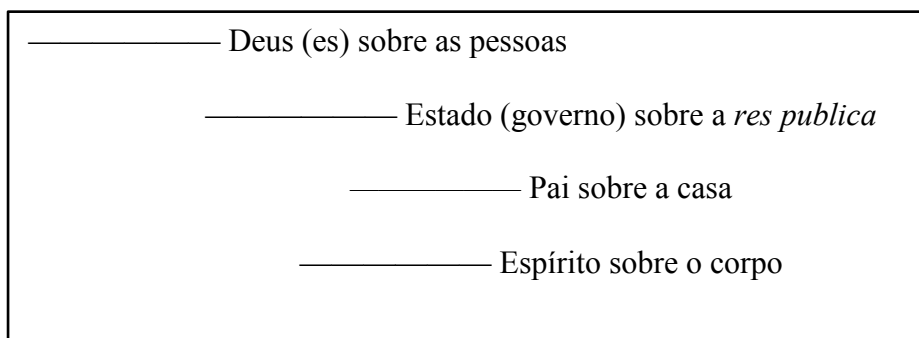 Deus (es) sobre as pessoas
Estado (governo) sobre a res publica
Pai sobre a casa
Espírito sobre o corpo